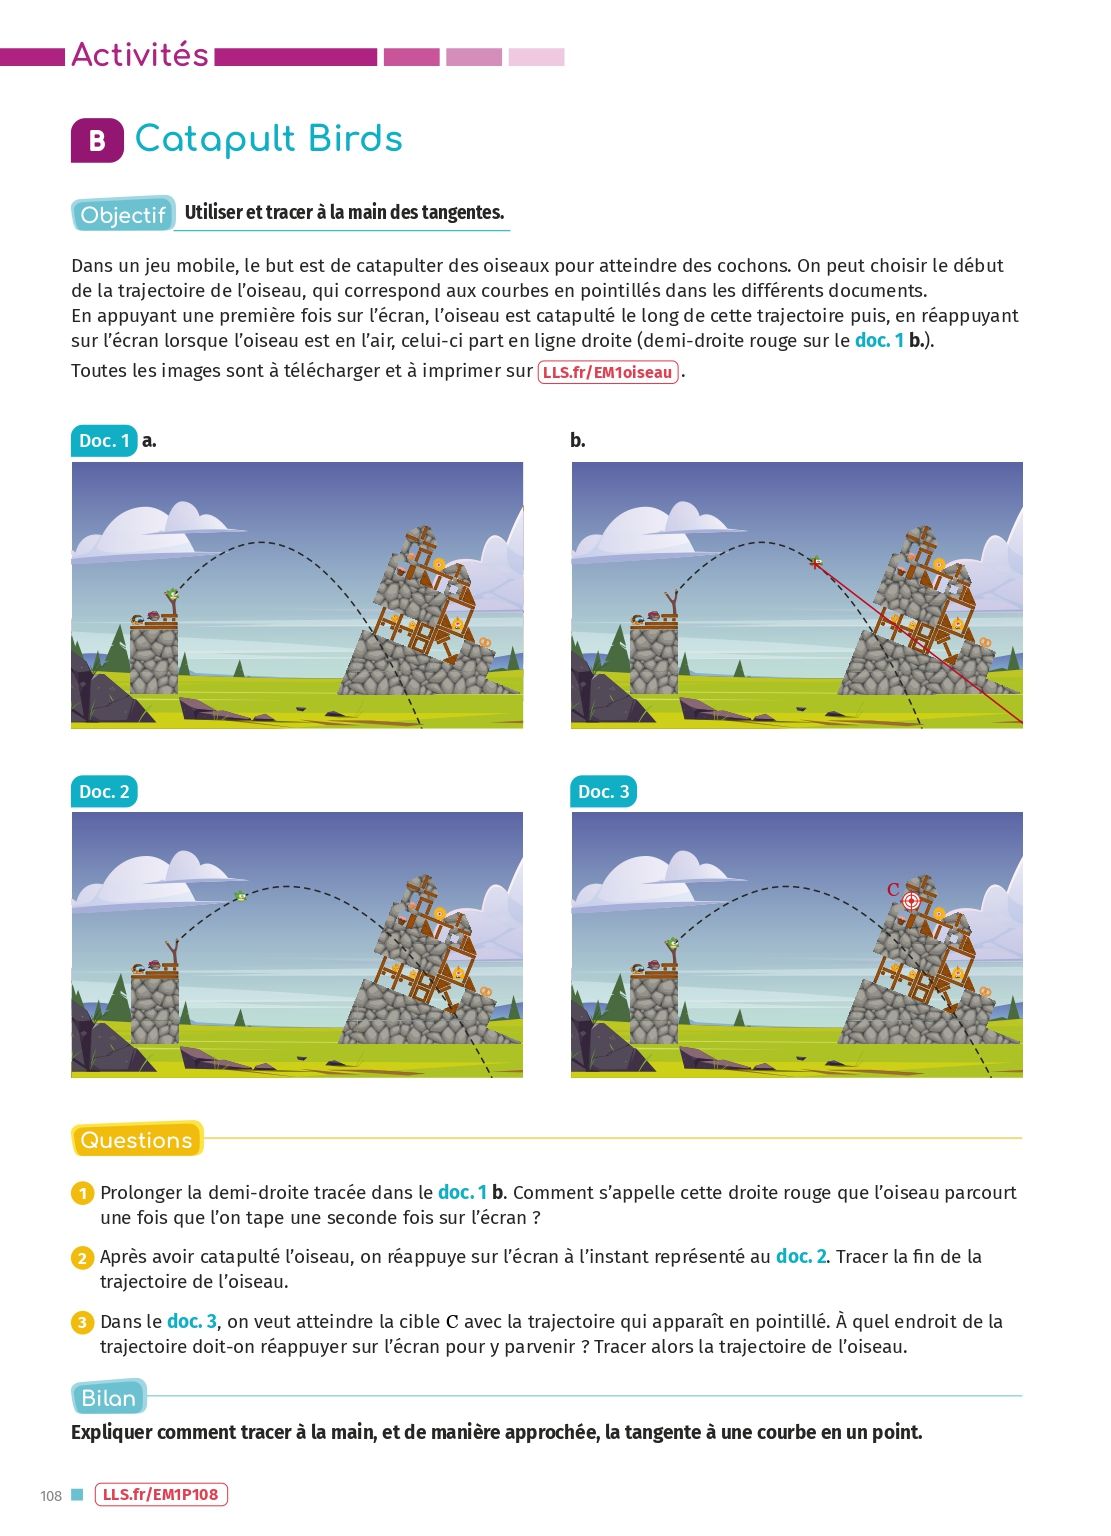 Activités
B Catapult Birds
Objectif Utiliser et tracer à la main des tangentes.
Dans un jeu mobile, le but est de catapulter des oiseaux pour atteindre des cochons. On peut choisir le début
de la trajectoire de l'oiseau, qui correspond aux courbes en pointillés dans les différents documents.
En appuyant une première fois sur l'écran, l'oiseau est catapulté le long de cette trajectoire puis, en réappuyant
sur l'écran lorsque l'oiseau est en l'air, celui-ci part en ligne droite (demi-droite rouge sur le doc. 1 b.).
Toutes les images sont à télécharger et à imprimer sur LLS.fr/EM1oiseau .
Doc. 1 a.
b.
Doc. 2
Doc. 3
C
Questions
1 Prolonger la demi-droite tracée dans le doc. 1 b. Comment s'appelle cette droite rouge que l'oiseau parcourt
une fois que l'on tape une seconde fois sur l'écran ?
2 Après avoir catapulté l'oiseau, on réappuye sur l'écran à l'instant représenté au doc. 2. Tracer la fin de la
trajectoire de l'oiseau.
3 Dans le doc. 3, on veut atteindre la cible C avec la trajectoire qui apparaît en pointillé. À quel endroit de la
trajectoire doit-on réappuyer sur l'écran pour y parvenir ? Tracer alors la trajectoire de l'oiseau.
Bilan
Expliquer comment tracer à la main, et de manière approchée, la tangente à une courbe en un point.
108 LLS.fr/EM1P108